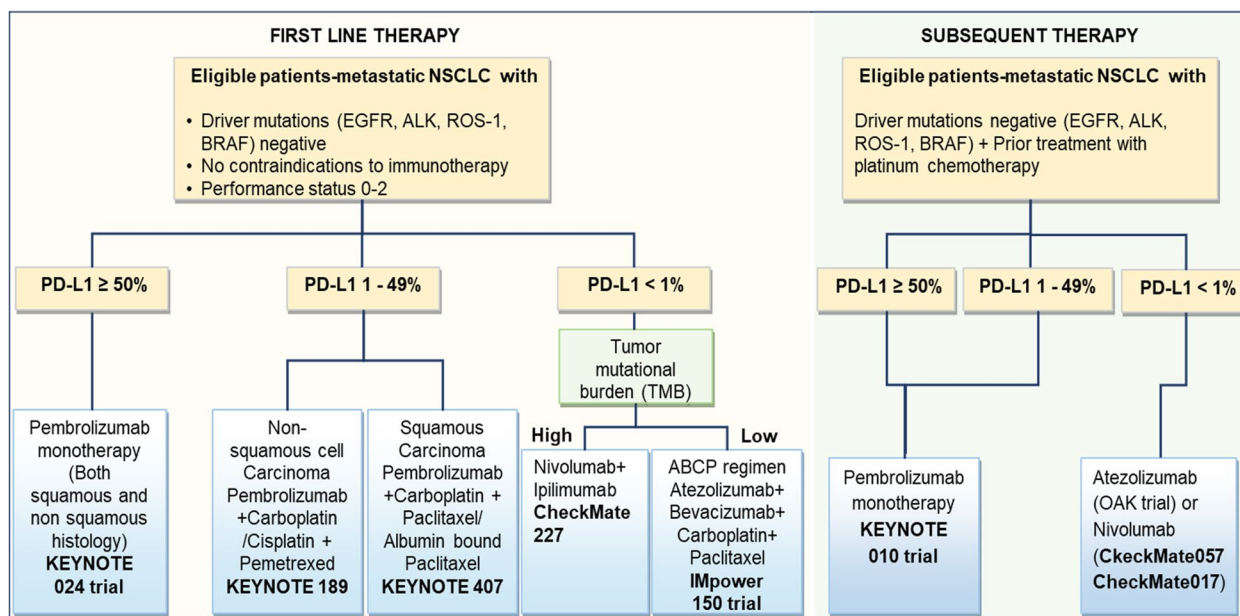 FIRST LINE THERAPY
Eligible patients-metastatic NSCLC with
• Driver mutations (EGFR, ALK, ROS-1,
BRAF) negative
• No contraindications to immunotherapy
• Performance status 0-2
PD-L1 ≥ 50%
PD-L1 1 - 49%
PD-L1 < 1%
Tumor
mutational
burden (TMB)
High
Low
Pembrolizumab
monotherapy
(Both
squamous and
non squamous
histology)
KEYNOTE
024 trial
Non-
squamous cell
Carcinoma
Pembrolizumab
+Carboplatin
/Cisplatin +
Pemetrexed
KEYNOTE 189
Squamous
Carcinoma
Pembrolizumab
+Carboplatin +
Paclitaxel/
Albumin bound
Paclitaxel
KEYNOTE 407
Nivolumab+
Ipilimumab
CheckMate
227
ABCP regimen
Atezolizumab+
Bevacizumab+
Carboplatin+
Paclitaxel
IMpower
150 trial
SUBSEQUENT THERAPY
Eligible patients-metastatic NSCLC with
Driver mutations negative (EGFR, ALK,
ROS-1, BRAF) + Prior treatment with
platinum chemotherapy
PD-L1 ≥ 50%
PD-L1 1 - 49%
PD-L1 < 1%
Pembrolizumab
monotherapy
KEYNOTE
010 trial
Atezolizumab
(OAK trial) or
Nivolumab
(CkeckMate057
CheckMate017)